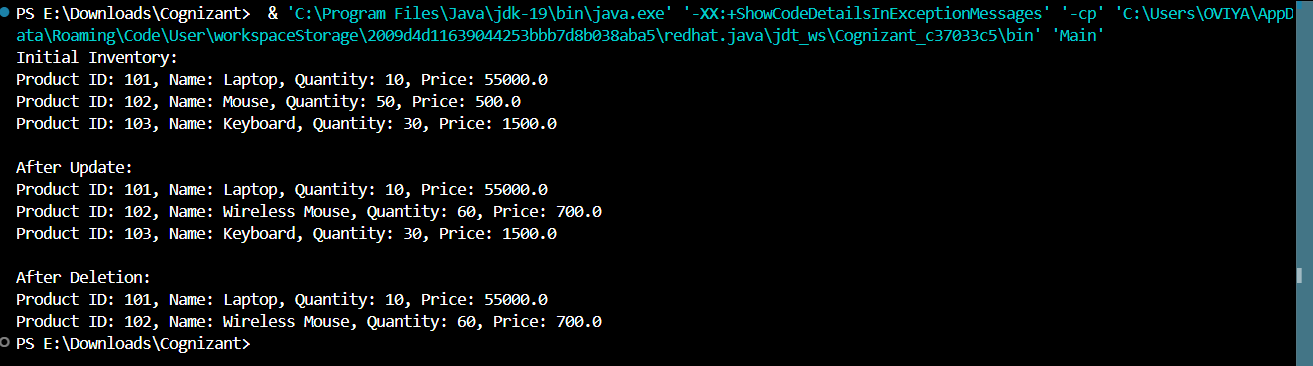 PS E:\Downloads\Cognizant>  & 'C:\Program Files\Java\jdk-19\bin\java.exe' '-XX:+ShowCodeDetailsInExceptionMessages' '-cp' 'C:\Users\OVIYA\AppD
ata\Roaming\Code\User\workspaceStorage\2009d4d11639044253bbb7d8b038aba5\redhat.java\jdt_ws\Cognizant_c37033c5\bin' 'Main'
Initial Inventory:
Product ID: 101, Name: Laptop, Quantity: 10, Price: 55000.0
Product ID: 102, Name: Mouse, Quantity: 50, Price: 500.0
Product ID: 103, Name: Keyboard, Quantity: 30, Price: 1500.0

After Update:
Product ID: 101, Name: Laptop, Quantity: 10, Price: 55000.0
Product ID: 102, Name: Wireless Mouse, Quantity: 60, Price: 700.0
Product ID: 103, Name: Keyboard, Quantity: 30, Price: 1500.0

After Deletion:
Product ID: 101, Name: Laptop, Quantity: 10, Price: 55000.0
Product ID: 102, Name: Wireless Mouse, Quantity: 60, Price: 700.0
PS E:\Downloads\Cognizant>